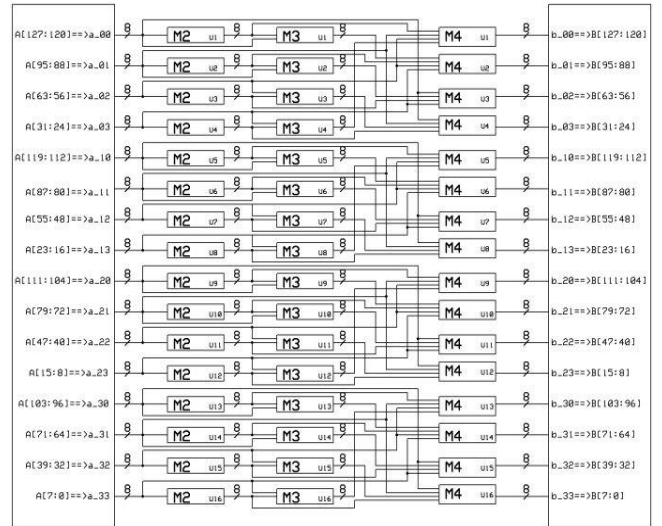 A[127:120]==>a_00 8 M2 U1 8 M3 U1 8 M4 U1 8 b_00==>B[127:120]
A[95:88]==>a_01 8 M2 U2 8 M3 U2 8 M4 U2 8 b_01==>B[95:88]
A[63:56]==>a_02 8 M2 U3 8 M3 U3 8 M4 U3 8 b_02==>B[63:56]
A[31:24]==>a_03 8 M2 U4 8 M3 U4 8 M4 U4 8 b_03==>B[31:24]
A[119:112]==>a_10 8 M2 U5 8 M3 U5 8 M4 U5 8 b_10==>B[119:112]
A[87:80]==>a_11 8 M2 U6 8 M3 U6 8 M4 U6 8 b_11==>B[87:80]
A[55:48]==>a_12 8 M2 U7 8 M3 U7 8 M4 U7 8 b_12==>B[55:48]
A[23:16]==>a_13 8 M2 U8 8 M3 U8 8 M4 U8 8 b_13==>B[23:16]
A[111:104]==>a_20 8 M2 U9 8 M3 U9 8 M4 U9 8 b_20==>B[111:104]
A[79:72]==>a_21 8 M2 U10 8 M3 U10 8 M4 U10 8 b_21==>B[79:72]
A[47:40]==>a_22 8 M2 U11 8 M3 U11 8 M4 U11 8 b_22==>B[47:40]
A[15:8]==>a_23 8 M2 U12 8 M3 U12 8 M4 U12 8 b_23==>B[15:8]
A[103:96]==>a_30 8 M2 U13 8 M3 U13 8 M4 U13 8 b_30==>B[103:96]
A[71:64]==>a_31 8 M2 U14 8 M3 U14 8 M4 U14 8 b_31==>B[71:64]
A[39:32]==>a_32 8 M2 U15 8 M3 U15 8 M4 U15 8 b_32==>B[39:32]
A[7:0]==>a_33 8 M2 U16 8 M3 U16 8 M4 U16 8 b_33==>B[7:0]